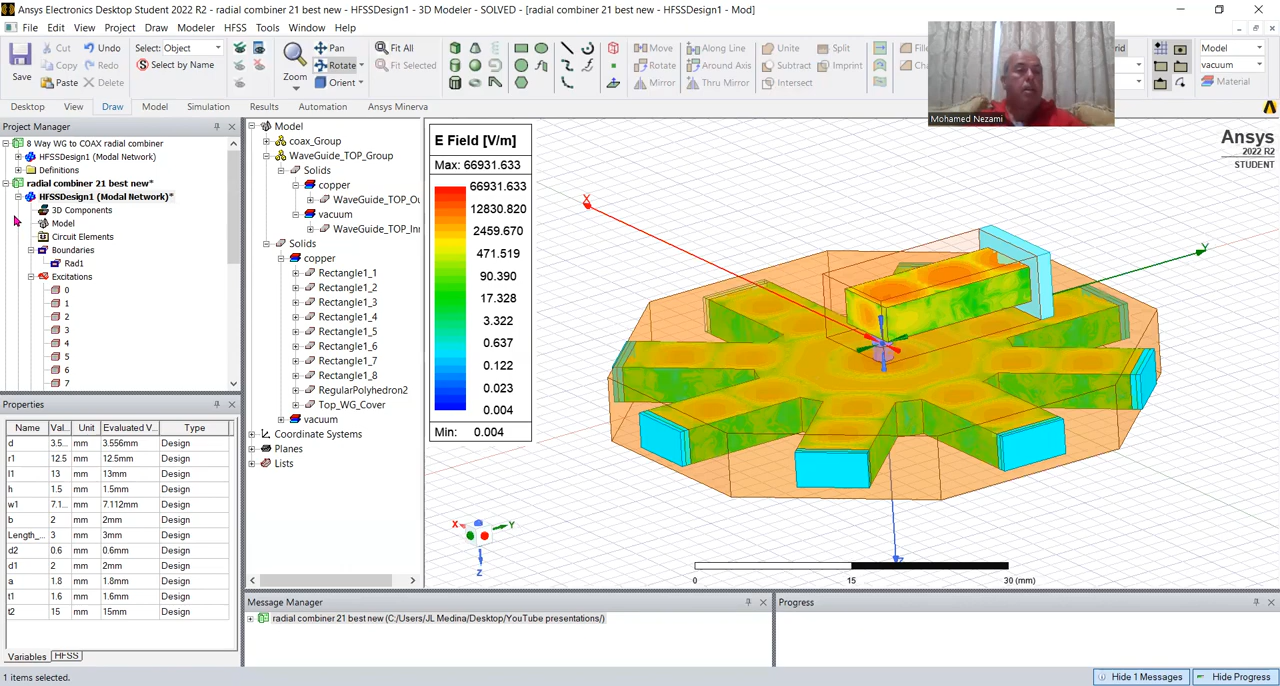 Ansys Electronics Desktop Student 2022 R2 - radial combiner 21 best new - HFSSDesign1 - 3D Modeler - SOLVED - [radial combiner 21 best new - HFSSDesign1 - Mod]
File Edit View Project Draw Modeler HFSS Tools Window Help
Save
Cut Undo
Copy Redo
Paste Delete
Select: Object
Select by Name
Zoom
Pan
Rotate
Orient
Fit All
Fit Selected
Move Along Line
Rotate Around Axis
Mirror Thru Mirror
Unite Split
Subtract Imprint
Intersect
Model
vacuum
Material
Desktop View Draw Model Simulation Results Automation Ansys Minerva
Mohamed Nezami
Project Manager
8 Way WG to COAX radial combiner
HFSSDesign1 (Modal Network)
Definitions
radial combiner 21 best new*
HFSSDesign1 (Modal Network)*
3D Components
Model
Circuit Elements
Boundaries
Rad1
Excitations
0
1
2
3
4
5
6
7
Properties
Name Val... Unit Evaluated V... Type
d 3.5... mm 3.556mm Design
r1 12.5 mm 12.5mm Design
l1 13 mm 13mm Design
h 1.5 mm 1.5mm Design
w1 7.1... mm 7.112mm Design
b 2 mm 2mm Design
Length_... 3 mm 3mm Design
d2 0.6 mm 0.6mm Design
d1 2 mm 2mm Design
a 1.8 mm 1.8mm Design
t1 1.6 mm 1.6mm Design
t2 15 mm 15mm Design
Variables HFSS
Model
coax_Group
WaveGuide_TOP_Group
Solids
copper
WaveGuide_TOP_Ou
vacuum
WaveGuide_TOP_Inn
Solids
copper
Rectangle1_1
Rectangle1_2
Rectangle1_3
Rectangle1_4
Rectangle1_5
Rectangle1_6
Rectangle1_7
Rectangle1_8
RegularPolyhedron2
Top_WG_Cover
vacuum
Coordinate Systems
Planes
Lists
E Field [V/m]
Max: 66931.633
66931.633
12830.820
2459.670
471.519
90.390
17.328
3.322
0.637
0.122
0.023
0.004
Min: 0.004
Ansys
2022 R2
STUDENT
X
Y
X Y
Z
0 15 30 (mm)
Message Manager
radial combiner 21 best new (C:/Users/JL Medina/Desktop/YouTube presentations/)
Progress
1 items selected.
Hide 1 Messages Hide Progress